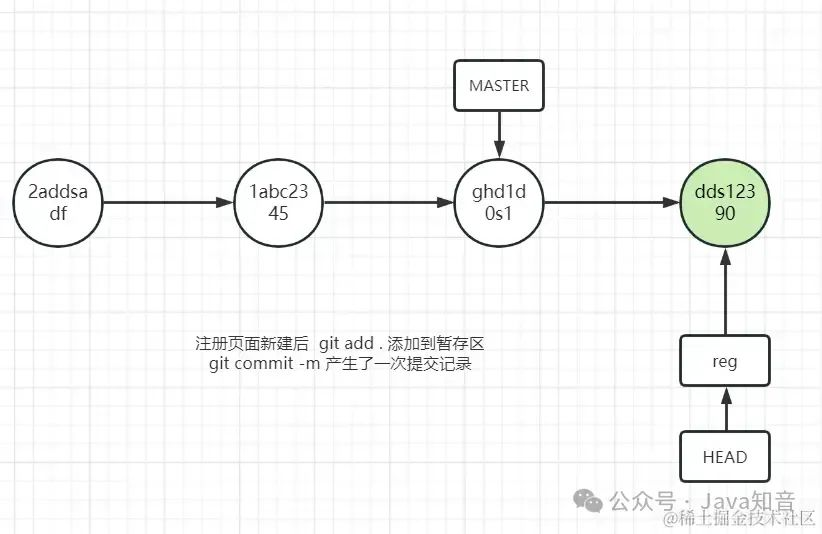 MASTER
2addsa
df
1abc23
45
ghd1d
0s1
dds123
90
注册页面新建后 git add . 添加到暂存区
git commit -m 产生了一次提交记录
reg
HEAD
公众号 · Java知音
@稀土掘金技术社区